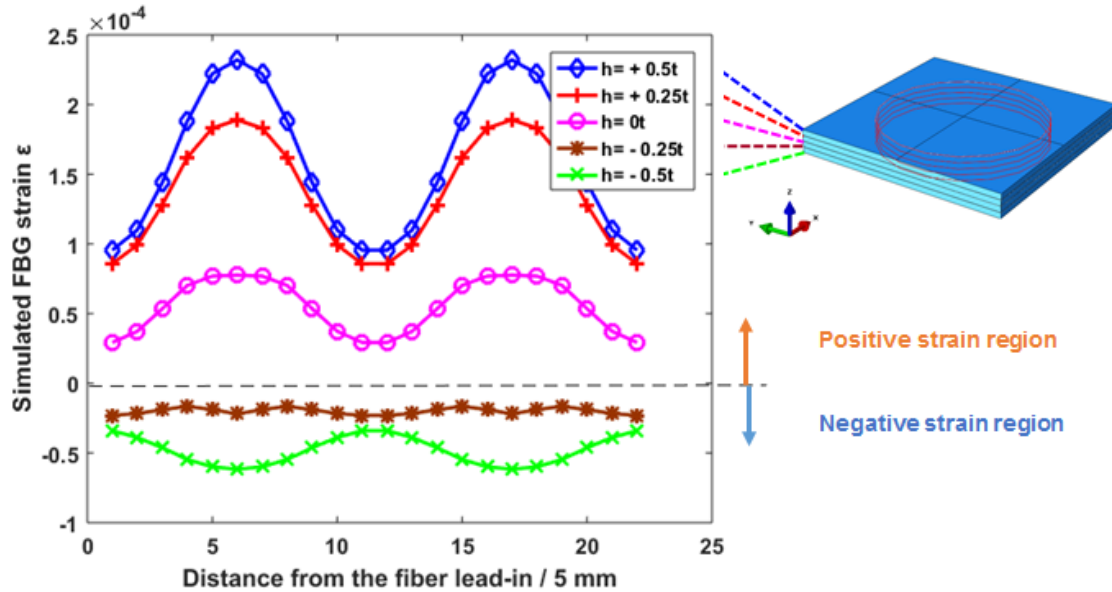 ×10⁻⁴
2.5
2
1.5
1
0.5
0
-0.5
-1
Simulated FBG strain ε
0 5 10 15 20 25
Distance from the fiber lead-in / 5 mm
h= + 0.5t
h= + 0.25t
h= 0t
h= - 0.25t
h= - 0.5t
Z
Y
X
Positive strain region
Negative strain region